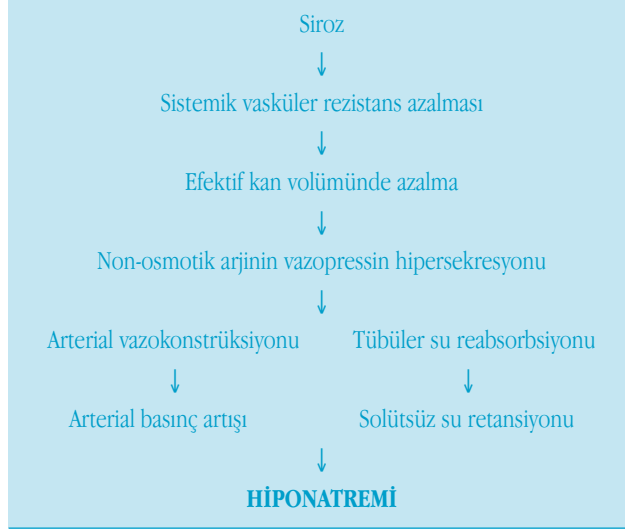 Siroz
↓
Sistemik vasküler rezistans azalması
↓
Efektif kan volümünde azalma
↓
Non-osmotik arjinin vazopressin hipersekresyonu
↓
Arterial vazokonstrüksiyonu Tübüler su reabsorbsiyonu
↓ ↓
Arterial basınç artışı Solütsüz su retansiyonu
↓
HİPONATREMİ